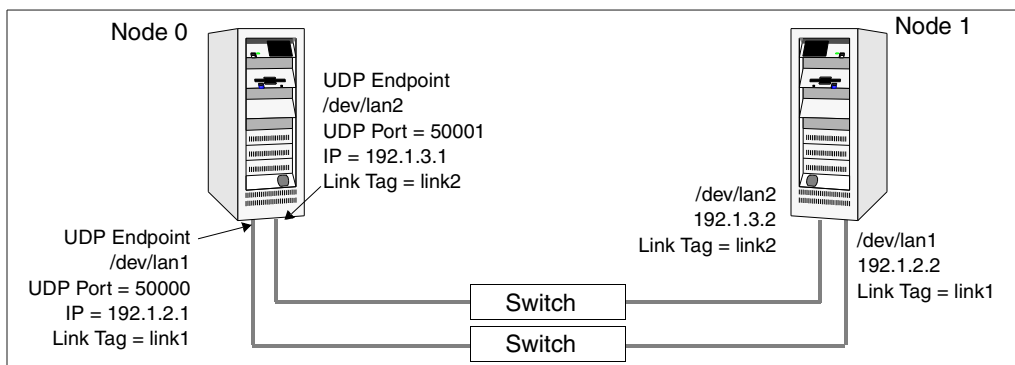 Node 0
Node 1
UDP Endpoint
/dev/lan2
UDP Port = 50001
IP = 192.1.3.1
Link Tag = link2
/dev/lan2
192.1.3.2
Link Tag = link2
UDP Endpoint
/dev/lan1
UDP Port = 50000
IP = 192.1.2.1
Link Tag = link1
/dev/lan1
192.1.2.2
Link Tag = link1
Switch
Switch